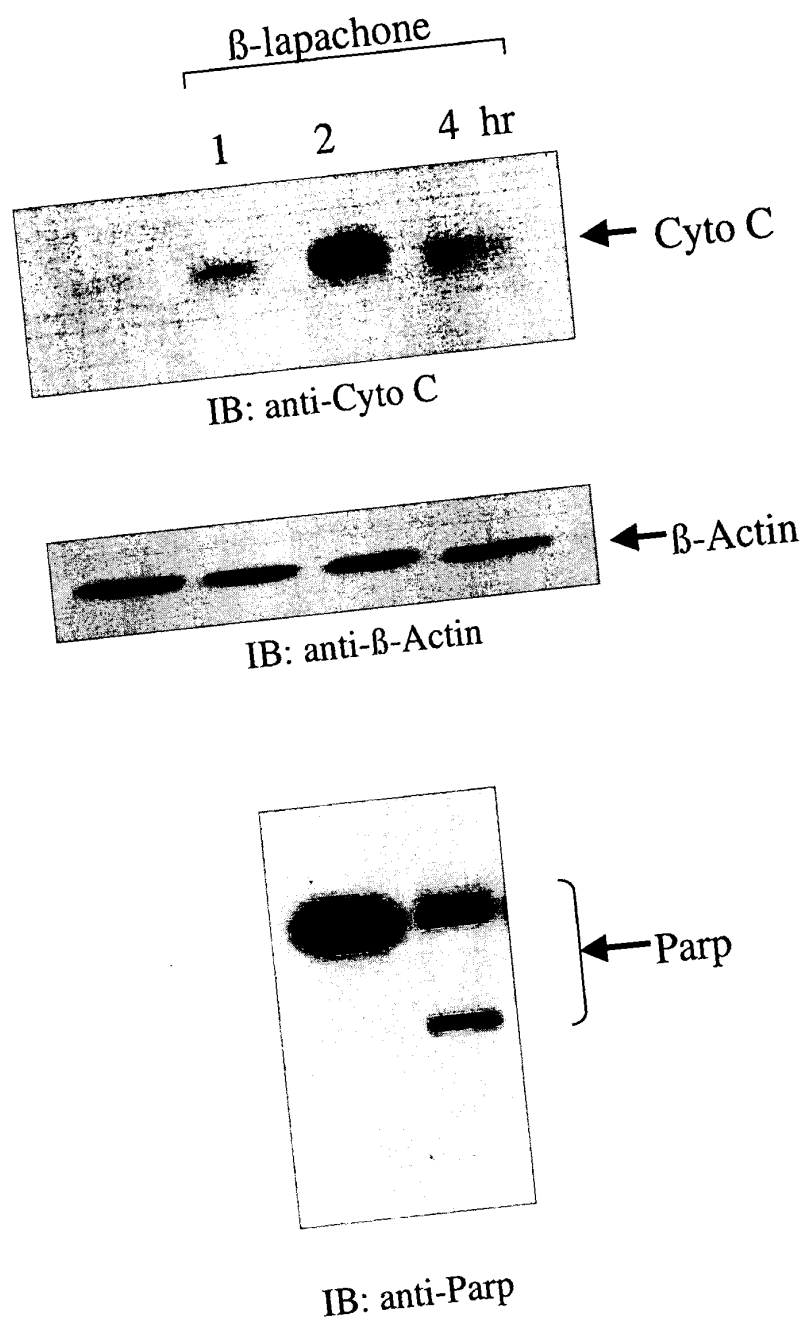 ß-lapachone
1 2 4 hr
Cyto C
IB: anti-Cyto C
ß-Actin
IB: anti-ß-Actin
Parp
IB: anti-Parp